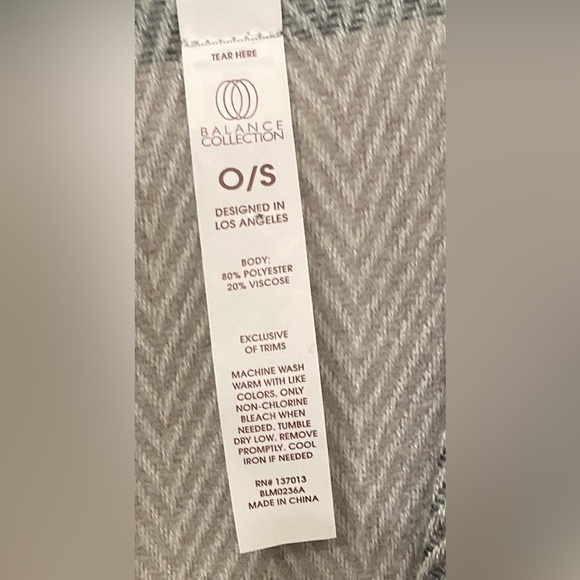 TEAR HERE
BALANCE
COLLECTION
O/S
DESIGNED IN
LOS ANGELES
BODY:
80% POLYESTER
20% VISCOSE
EXCLUSIVE
OF TRIMS
MACHINE WASH
WARM WITH LIKE
COLORS. ONLY
NON-CHLORINE
BLEACH WHEN
NEEDED. TUMBLE
DRY LOW. REMOVE
PROMPTLY. COOL
IRON IF NEEDED
RN# 137013
BLM0236A
MADE IN CHINA